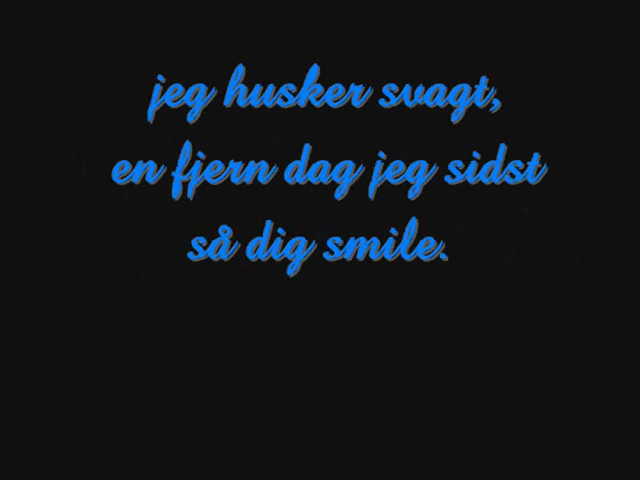 jeg husker svagt,
en fjern dag jeg sidst
så dig smile.